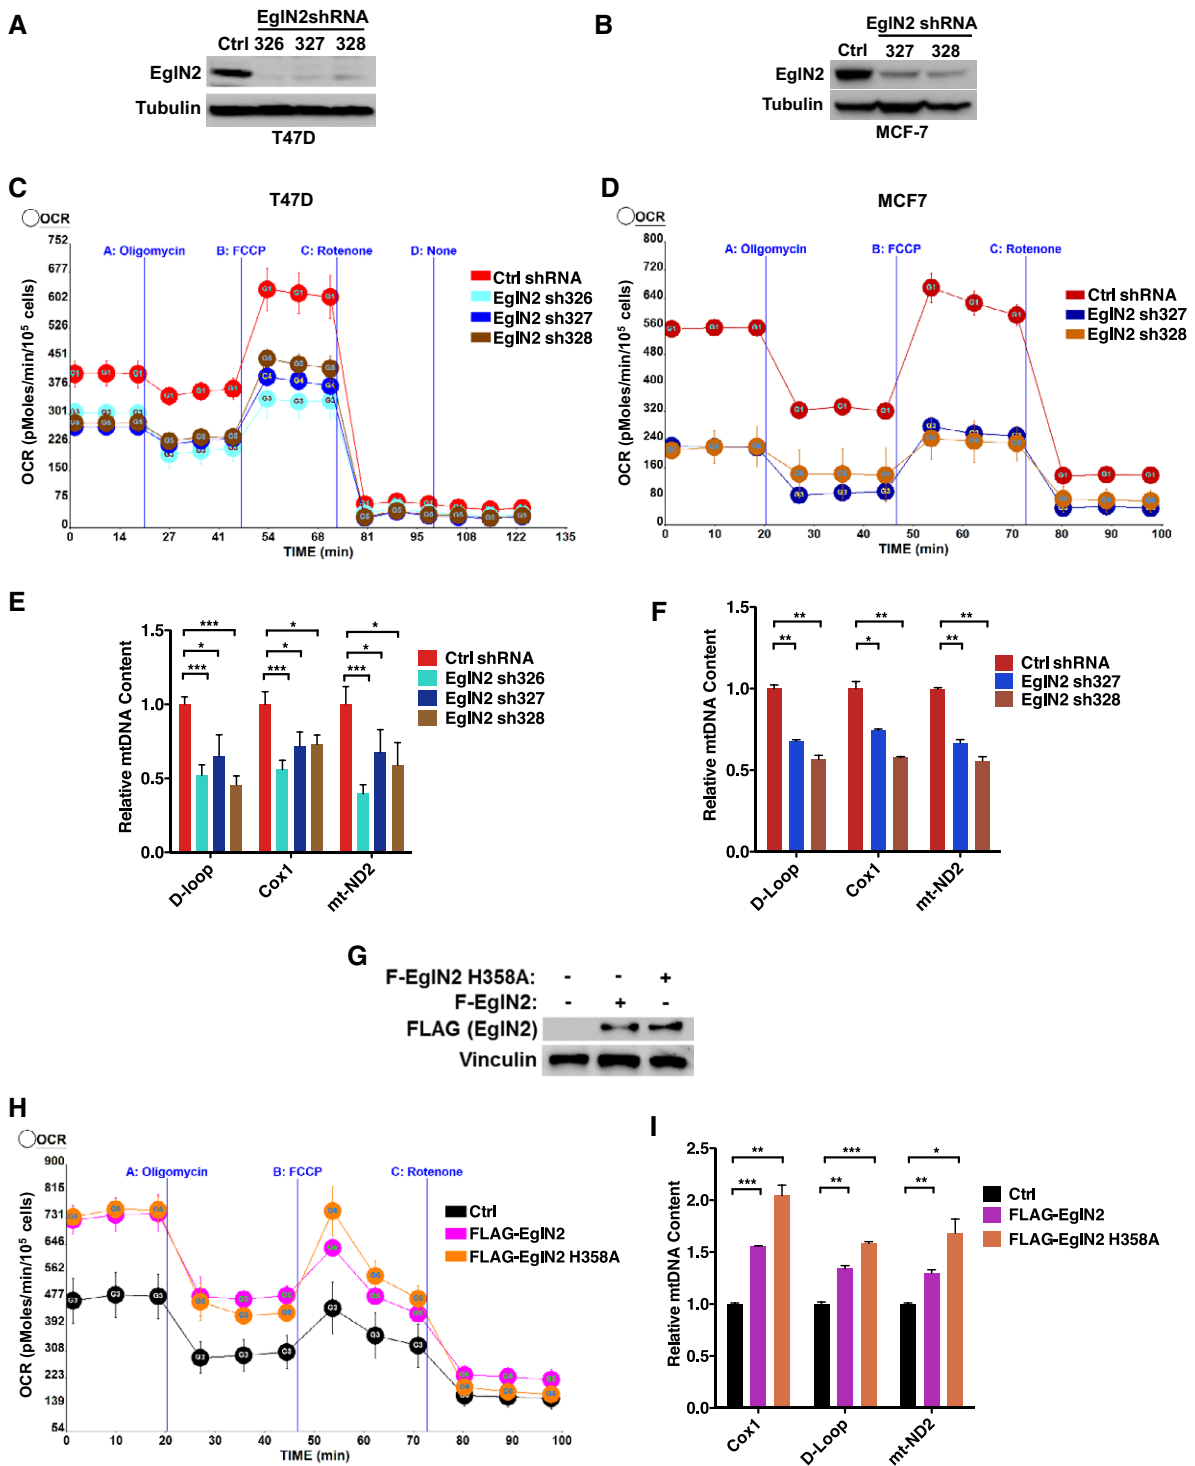 A
EglN2shRNA
Ctrl 326 327 328
EglN2
Tubulin
T47D
B
EglN2 shRNA
Ctrl 327 328
EglN2
Tubulin
MCF-7
C
T47D
OCR
752
677
602
526
451
376
301
226
150
76
0
OCR (pMoles/min/10⁵ cells)
A: Oligomycin B: FCCP C: Rotenone D: None
Ctrl shRNA
EglN2 sh326
EglN2 sh327
EglN2 sh328
0 14 27 41 54 68 81 95 108 122 135
TIME (min)
D
MCF7
OCR
800
720
640
560
480
400
320
240
160
80
0
OCR (pMoles/min/10⁵ cells)
A: Oligomycin B: FCCP C: Rotenone
Ctrl shRNA
EglN2 sh327
EglN2 sh328
0 10 20 30 40 50 60 70 80 90 100
TIME (min)
E
Relative mtDNA Content
1.5
1.0
0.5
0.0
*** * *
* * *
*** *** ***
Ctrl shRNA
EglN2 sh326
EglN2 sh327
EglN2 sh328
D-loop Cox1 mt-ND2
F
Relative mtDNA Content
1.5
1.0
0.5
0.0
** ** **
** * **
Ctrl shRNA
EglN2 sh327
EglN2 sh328
D-Loop Cox1 mt-ND2
G
F-EglN2 H358A: - - +
F-EglN2: - + -
FLAG (EglN2)
Vinculin
H
OCR
900
815
731
646
562
477
392
308
223
139
54
OCR (pMoles/min/10⁵ cells)
A: Oligomycin B: FCCP C: Rotenone
Ctrl
FLAG-EglN2
FLAG-EglN2 H358A
0 10 20 30 40 50 60 70 80 90 100
TIME (min)
I
Relative mtDNA Content
2.5
2.0
1.5
1.0
0.5
0.0
** *** *
*** ** **
Ctrl
FLAG-EglN2
FLAG-EglN2 H358A
Cox1 D-Loop mt-ND2